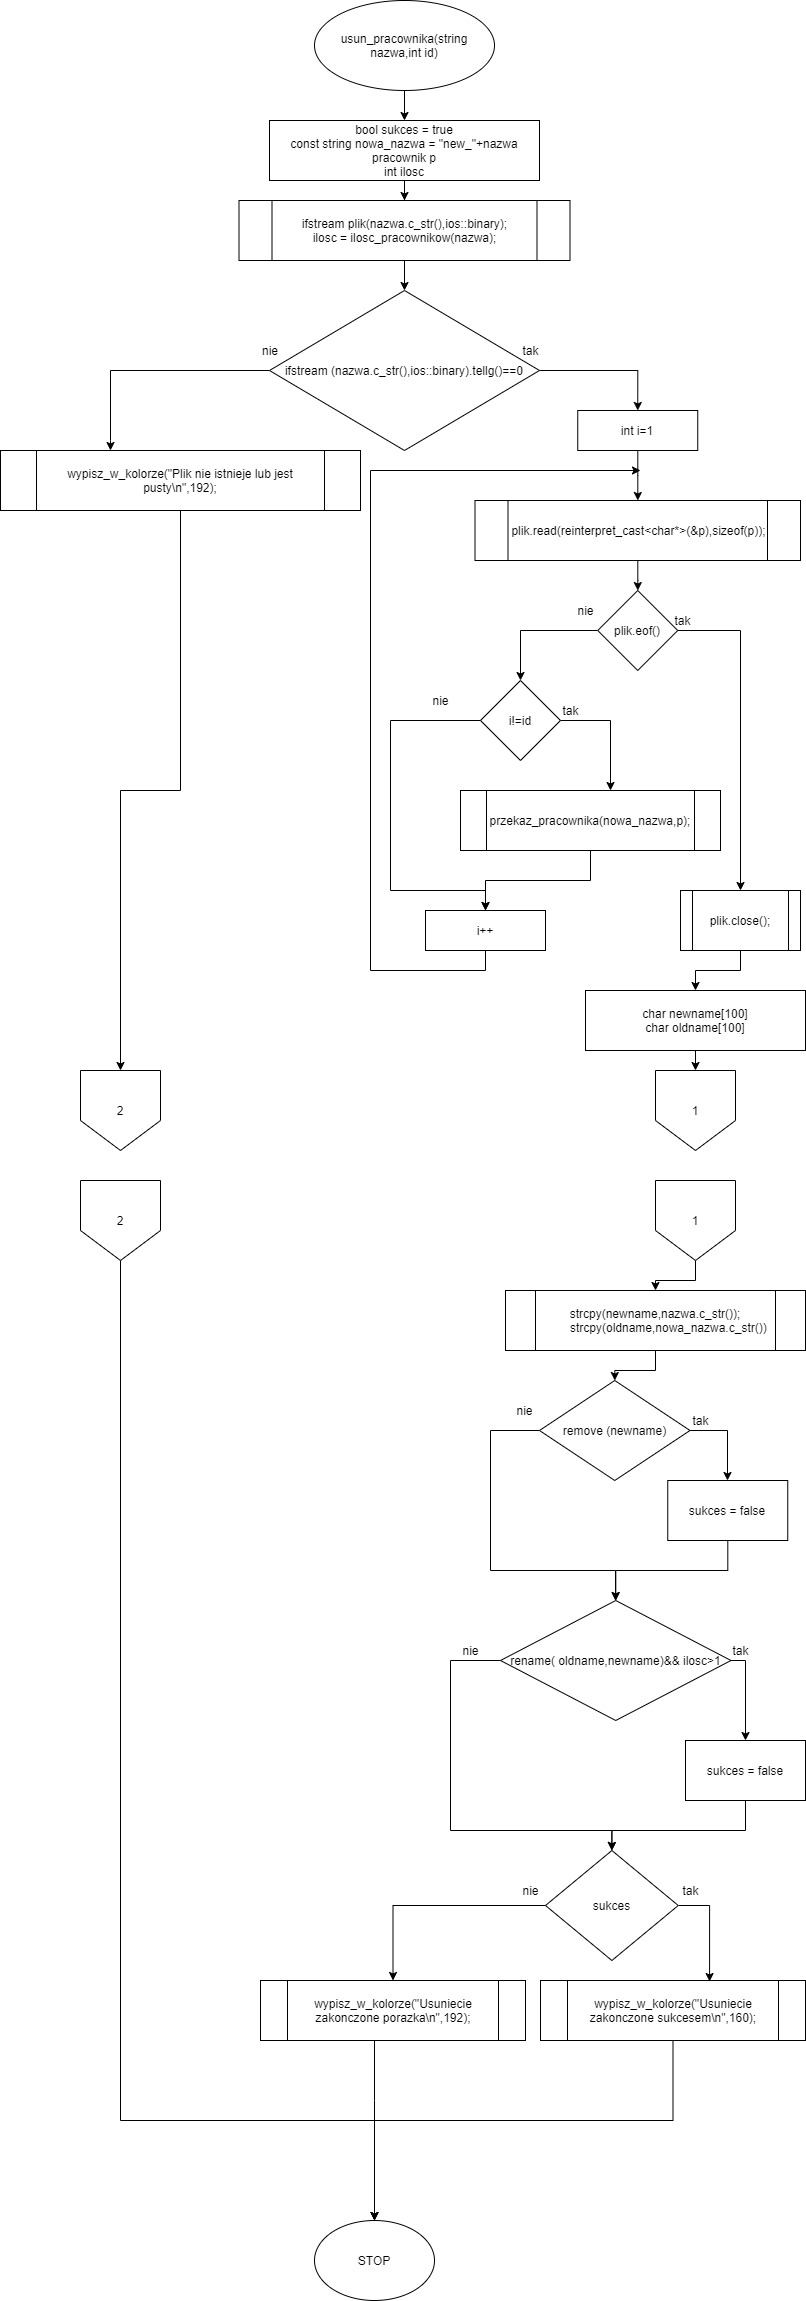 usun_pracownika(string
nazwa,int id)
bool sukces = true
const string nowa_nazwa = "new_"+nazwa
pracownik p
int ilosc
ifstream plik(nazwa.c_str(),ios::binary);
ilosc = ilosc_pracownikow(nazwa);
nie
tak
ifstream (nazwa.c_str(),ios::binary).tellg()==0
int i=1
wypisz_w_kolorze("Plik nie istnieje lub jest
pusty\n",192);
plik.read(reinterpret_cast<char*>(&p),sizeof(p));
nie
tak
plik.eof()
nie
tak
i!=id
przekaz_pracownika(nowa_nazwa,p);
i++
plik.close();
char newname[100]
char oldname[100]
2
1
2
1
strcpy(newname,nazwa.c_str());
strcpy(oldname,nowa_nazwa.c_str())
nie
tak
remove (newname)
sukces = false
nie
tak
rename( oldname,newname)&& ilosc>1
sukces = false
nie
tak
sukces
wypisz_w_kolorze("Usuniecie
zakonczone porazka\n",192);
wypisz_w_kolorze("Usuniecie
zakonczone sukcesem\n",160);
STOP